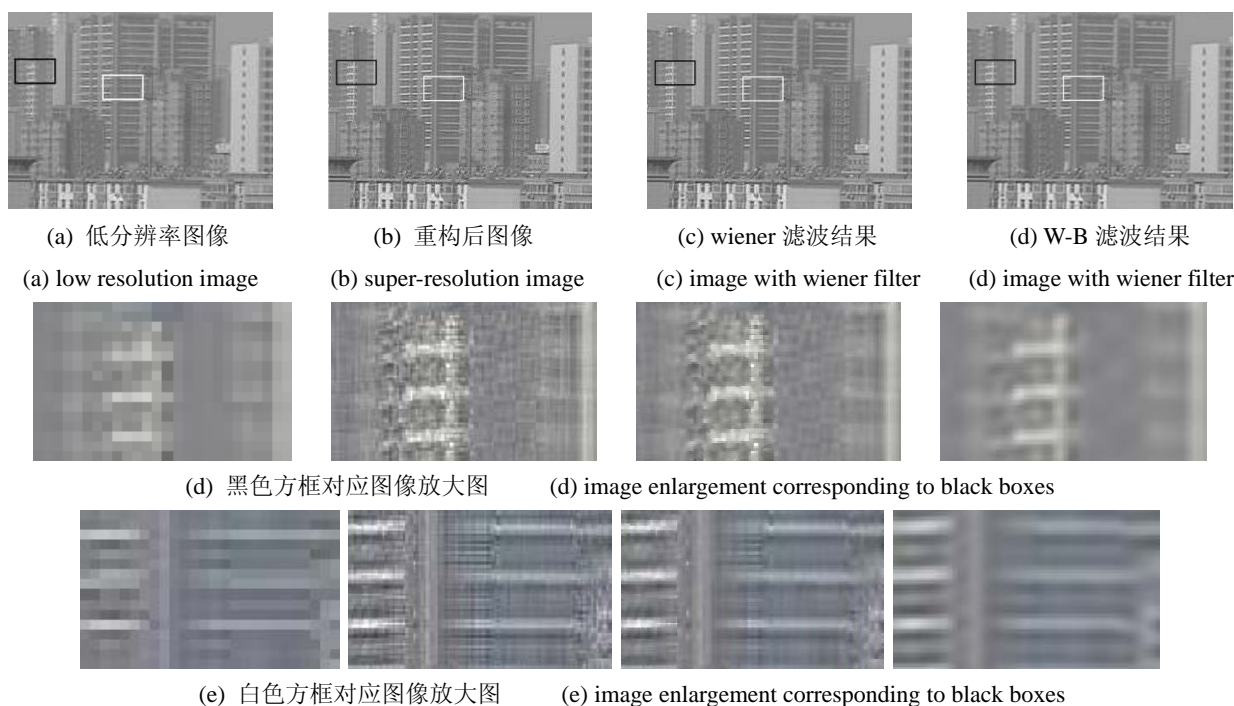 (a) 低分辨率图像 (b) 重构后图像 (c) wiener 滤波结果 (d) W-B 滤波结果
(a) low resolution image (b) super-resolution image (c) image with wiener filter (d) image with wiener filter
(d) 黑色方框对应图像放大图 (d) image enlargement corresponding to black boxes
(e) 白色方框对应图像放大图 (e) image enlargement corresponding to black boxes